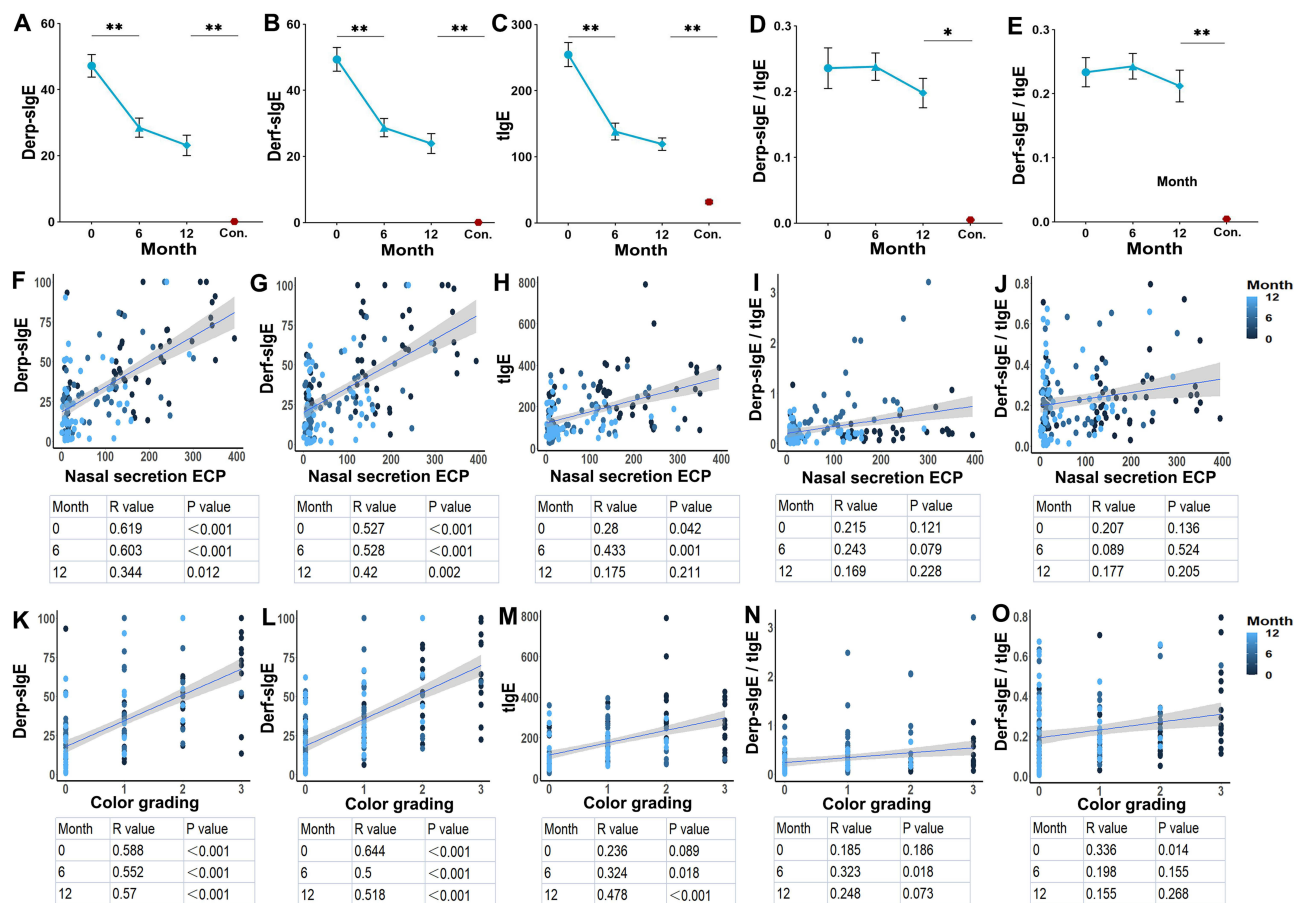 A
Derp-sIgE
60
40
20
0
**
**
0 6 12 Con.
Month
B
Derf-sIgE
60
40
20
0
**
**
0 6 12 Con.
Month
C
tIgE
300
200
100
0
**
**
0 6 12 Con.
Month
D
Derp-sIgE / tIgE
0.3
0.2
0.1
0.0
*
0 6 12 Con.
Month
E
Derf-sIgE / tIgE
0.3
0.2
0.1
0.0
**
Month
0 6 12 Con.
F
Derp-sIgE
100
75
50
25
0
0 100 200 300 400
Nasal secretion ECP
Month R value P value
0 0.619 <0.001
6 0.603 <0.001
12 0.344 0.012
G
Derf-sIgE
100
75
50
25
0
0 100 200 300 400
Nasal secretion ECP
Month R value P value
0 0.527 <0.001
6 0.528 <0.001
12 0.42 0.002
H
tIgE
800
600
400
200
0
0 100 200 300 400
Nasal secretion ECP
Month R value P value
0 0.28 0.042
6 0.433 0.001
12 0.175 0.211
I
Derp-sIgE / tIgE
3
2
1
0
0 100 200 300 400
Nasal secretion ECP
Month R value P value
0 0.215 0.121
6 0.243 0.079
12 0.169 0.228
J
Derf-sIgE / tIgE
0.8
0.6
0.4
0.2
0.0
0 100 200 300 400
Nasal secretion ECP
Month
12
6
0
Month R value P value
0 0.207 0.136
6 0.089 0.524
12 0.177 0.205
K
Derp-sIgE
100
75
50
25
0
0 1 2 3
Color grading
Month R value P value
0 0.588 <0.001
6 0.552 <0.001
12 0.57 <0.001
L
Derf-sIgE
100
75
50
25
0
0 1 2 3
Color grading
Month R value P value
0 0.644 <0.001
6 0.5 <0.001
12 0.518 <0.001
M
tIgE
800
600
400
200
0
0 1 2 3
Color grading
Month R value P value
0 0.236 0.089
6 0.324 0.018
12 0.478 <0.001
N
Derp-sIgE / tIgE
3
2
1
0
0 1 2 3
Color grading
Month R value P value
0 0.185 0.186
6 0.323 0.018
12 0.248 0.073
O
Derf-sIgE / tIgE
0.8
0.6
0.4
0.2
0.0
0 1 2 3
Color grading
Month
12
6
0
Month R value P value
0 0.336 0.014
6 0.198 0.155
12 0.155 0.268